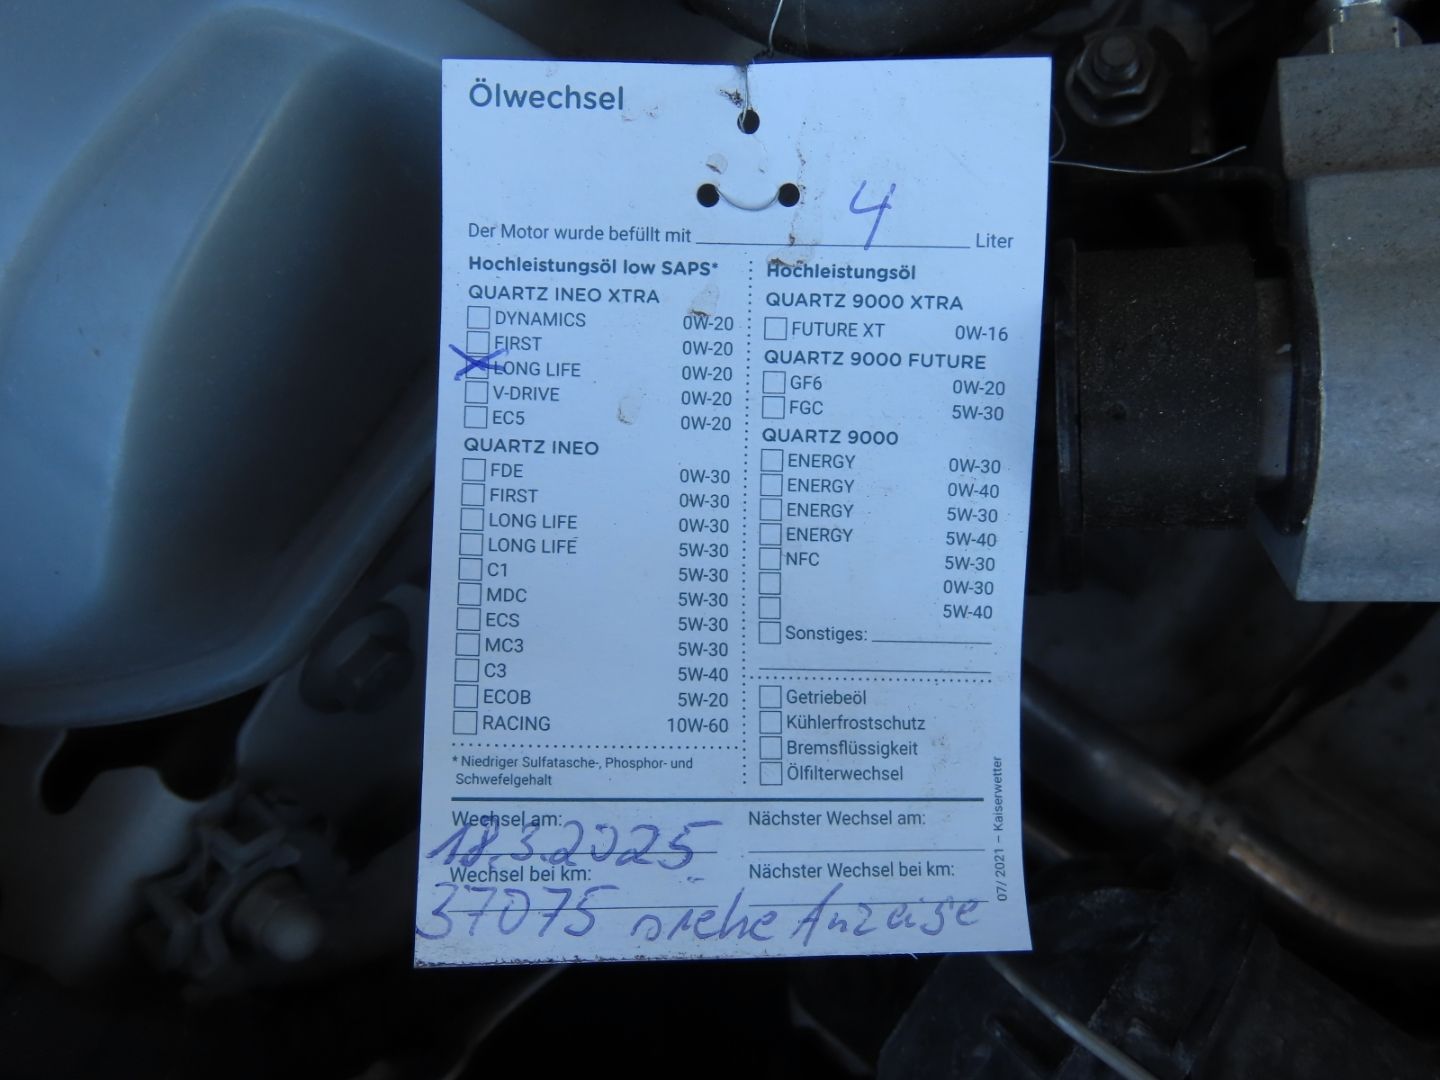 Ölwechsel
Der Motor wurde befüllt mit 4 Liter
Hochleistungsöl low SAPS*
QUARTZ INEO XTRA
DYNAMICS 0W-20
FIRST 0W-20
LONG LIFE 0W-20
V-DRIVE 0W-20
EC5 0W-20
QUARTZ INEO
FDE 0W-30
FIRST 0W-30
LONG LIFE 0W-30
LONG LIFE 5W-30
C1 5W-30
MDC 5W-30
ECS 5W-30
MC3 5W-30
C3 5W-40
ECOB 5W-20
RACING 10W-60
* Niedriger Sulfatasche-, Phosphor- und
Schwefelgehalt
Hochleistungsöl
QUARTZ 9000 XTRA
FUTURE XT 0W-16
QUARTZ 9000 FUTURE
GF6 0W-20
FGC 5W-30
QUARTZ 9000
ENERGY 0W-30
ENERGY 0W-40
ENERGY 5W-30
ENERGY 5W-40
NFC 5W-30
0W-30
5W-40
Sonstiges:
Getriebeöl
Kühlerfrostschutz
Bremsflüssigkeit
Ölfilterwechsel
Wechsel am: Nächster Wechsel am:
18.3.2025
Wechsel bei km: Nächster Wechsel bei km:
37075 siehe Anzeige
07/2021 – Kaiserwetter